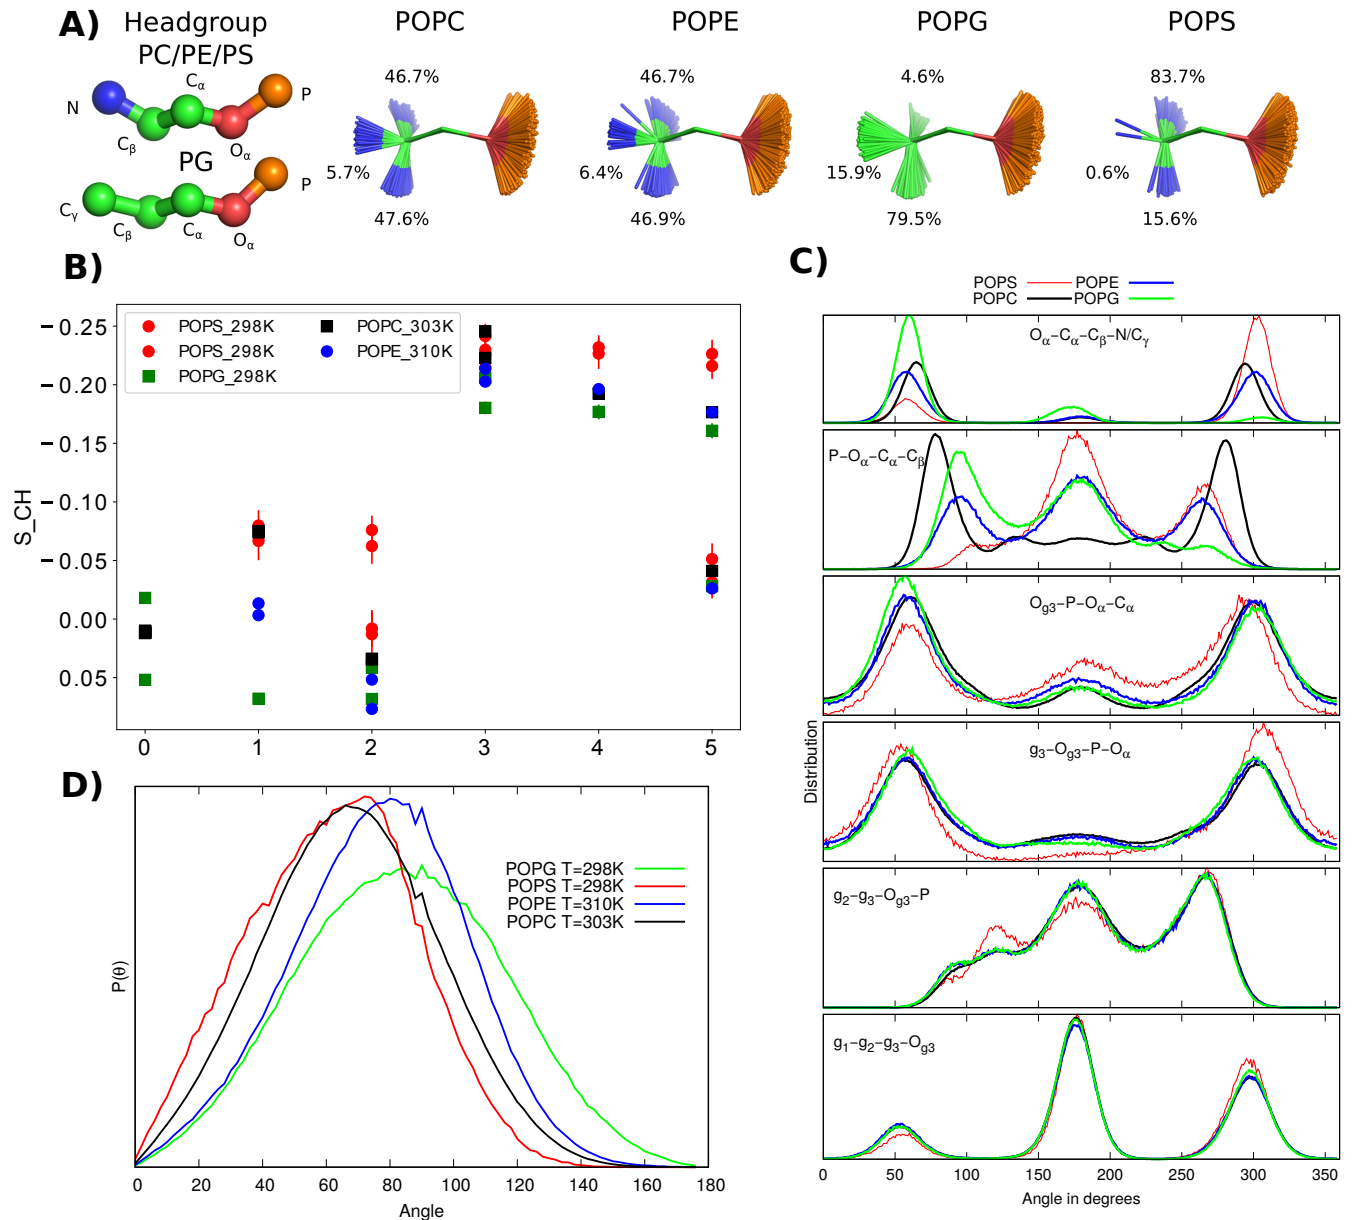 A)
Headgroup
PC/PE/PS
N
Cα
P
Cβ
Oα
PG
Cγ
Cβ
Cα
Oα
P
POPC
46.7%
5.7%
47.6%
POPE
46.7%
6.4%
46.9%
POPG
4.6%
15.9%
79.5%
POPS
83.7%
0.6%
15.6%
B)
POPS_298K
POPS_298K
POPG_298K
POPC_303K
POPE_310K
S_CH
−0.25
−0.20
−0.15
−0.10
−0.05
0.00
0.05
0 1 2 3 4 5
C)
POPS POPE
POPC POPG
Oα−Cα−Cβ−N/Cγ
P−Oα−Cα−Cβ
Og3−P−Oα−Cα
g3−Og3−P−Oα
g2−g3−Og3−P
g1−g2−g3−Og3
Distribution
0 50 100 150 200 250 300 350
Angle in degrees
D)
POPG T=298K
POPS T=298K
POPE T=310K
POPC T=303K
P(θ)
0 20 40 60 80 100 120 140 160 180
Angle